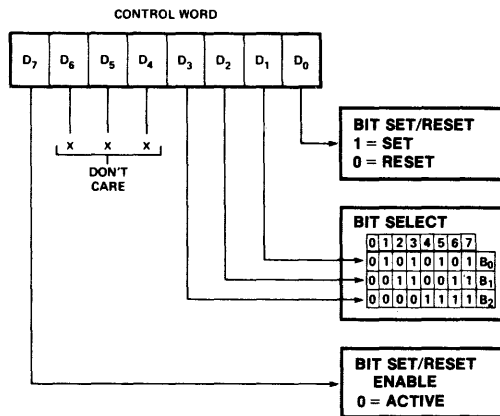 CONTROL WORD
D7 D6 D5 D4 D3 D2 D1 D0
X X X
DON'T
CARE
BIT SET/RESET
1 = SET
0 = RESET
BIT SELECT
0 1 2 3 4 5 6 7
0 1 0 1 0 1 0 1 B0
0 0 1 1 0 0 1 1 B1
0 0 0 0 1 1 1 1 B2
BIT SET/RESET
ENABLE
0 = ACTIVE